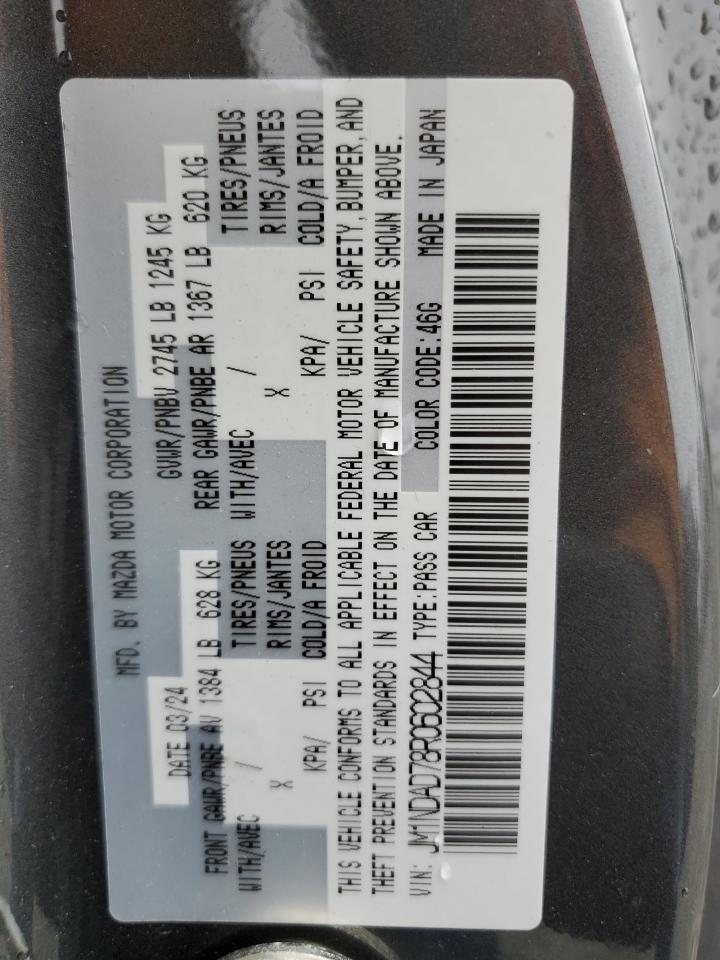 MFD. BY MAZDA MOTOR CORPORATION
DATE 03/24
GVWR/PNBV 2745 LB 1245 KG
FRONT GAWR/PNBE AV 1384 LB 628 KG
REAR GAWR/PNBE AR 1367 LB 620 KG
WITH/AVEC / TIRES/PNEUS WITH/AVEC / TIRES/PNEUS
X RIMS/JANTES X RIMS/JANTES
KPA/ PSI COLD/A FROID KPA/ PSI COLD/A FROID
THIS VEHICLE CONFORMS TO ALL APPLICABLE FEDERAL MOTOR VEHICLE SAFETY, BUMPER, AND
THEFT PREVENTION STANDARDS IN EFFECT ON THE DATE OF MANUFACTURE SHOWN ABOVE.
VIN: JM1NDAD78R0602844 TYPE:PASS CAR COLOR CODE:46G MADE IN JAPAN